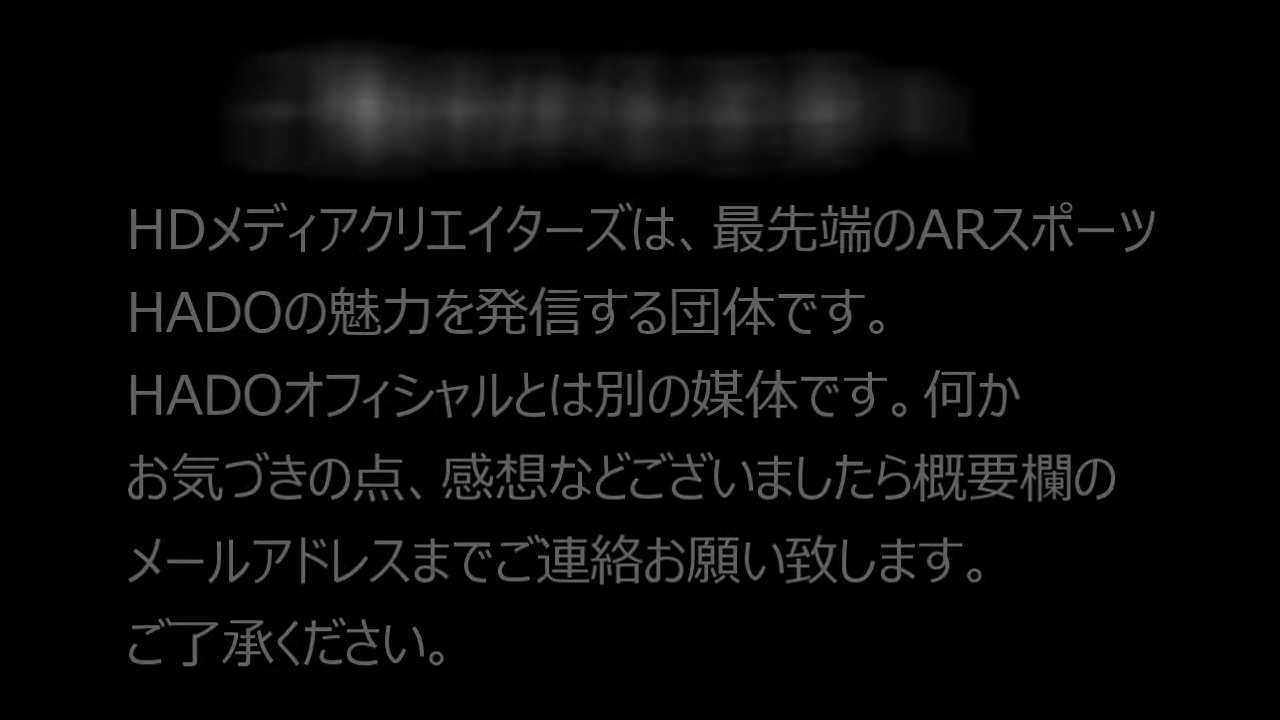 HDメディアクリエイターズは、最先端のARスポーツ
HADOの魅力を発信する団体です。
HADOオフィシャルとは別の媒体です。何か
お気づきの点、感想などございましたら概要欄の
メールアドレスまでご連絡お願い致します。
ご了承ください。